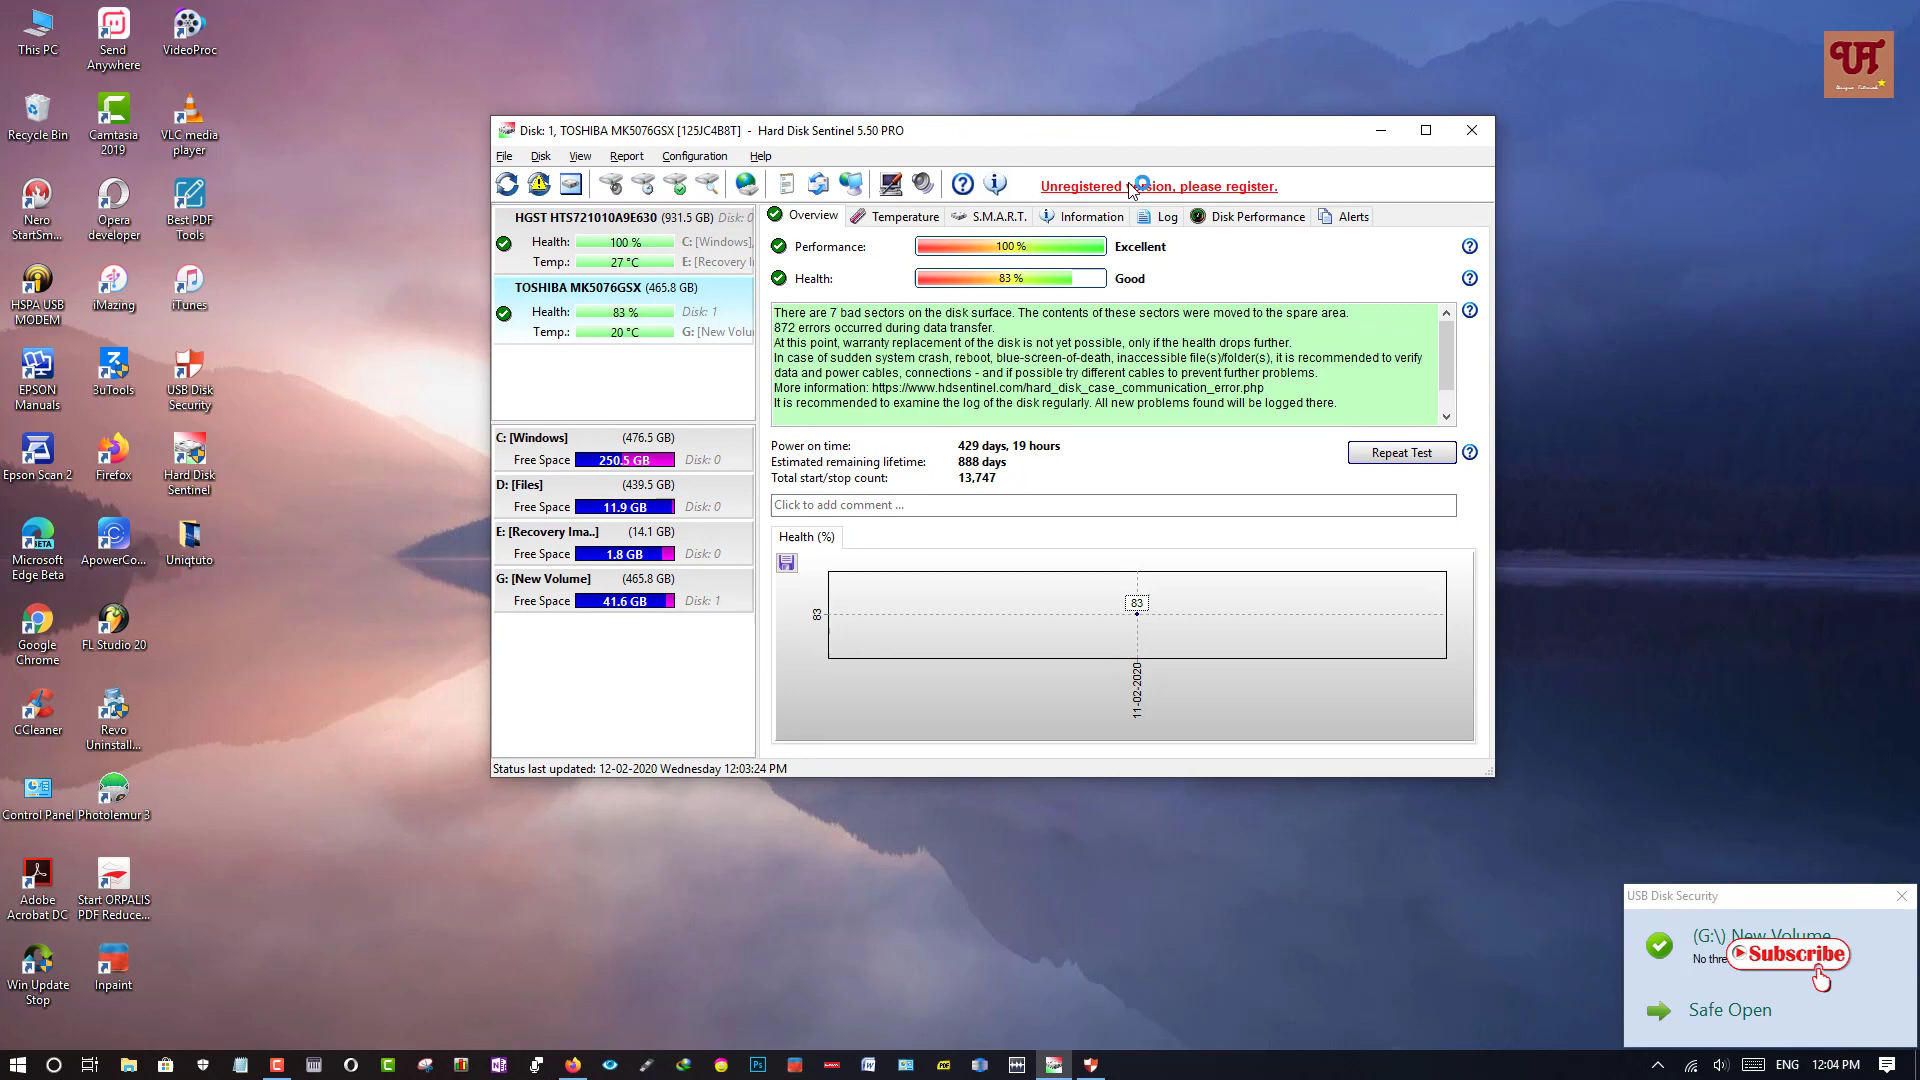 This PC
Send
Anywhere
VideoProc
Recycle Bin
Camtasia
2019
VLC media
player
Nero
StartSm...
Opera
developer
Best PDF
Tools
HSPA USB
MODEM
iMazing
iTunes
EPSON
Manuals
3uTools
USB Disk
Security
Epson Scan 2
Firefox
Hard Disk
Sentinel
Microsoft
Edge Beta
ApowerCo...
Uniqtuto
Google
Chrome
FL Studio 20
CCleaner
Revo
Uninstall...
Control Panel
Photolemur 3
Adobe
Acrobat DC
Start ORPALIS
PDF Reduce...
Win Update
Stop
Inpaint
Disk: 1, TOSHIBA MK5076GSX [125JC4B8T] - Hard Disk Sentinel 5.50 PRO
File Disk View Report Configuration Help
Unregistered version, please register.
HGST HTS721010A9E630 (931.5 GB) Disk: 0
Health: 100 % C: [Windows],
Temp.: 27 °C E: [Recovery I
TOSHIBA MK5076GSX (465.8 GB)
Health: 83 % Disk: 1
Temp.: 20 °C G: [New Volu
C: [Windows] (476.5 GB)
Free Space 250.5 GB Disk: 0
D: [Files] (439.5 GB)
Free Space 11.9 GB Disk: 0
E: [Recovery Ima..] (14.1 GB)
Free Space 1.8 GB Disk: 0
G: [New Volume] (465.8 GB)
Free Space 41.6 GB Disk: 1
Overview Temperature S.M.A.R.T. Information Log Disk Performance Alerts
Performance: 100 % Excellent
Health: 83 % Good
There are 7 bad sectors on the disk surface. The contents of these sectors were moved to the spare area.
872 errors occurred during data transfer.
At this point, warranty replacement of the disk is not yet possible, only if the health drops further.
In case of sudden system crash, reboot, blue-screen-of-death, inaccessible file(s)/folder(s), it is recommended to verify
data and power cables, connections - and if possible try different cables to prevent further problems.
More information: https://www.hdsentinel.com/hard_disk_case_communication_error.php
It is recommended to examine the log of the disk regularly. All new problems found will be logged there.
Power on time: 429 days, 19 hours
Estimated remaining lifetime: 888 days
Total start/stop count: 13,747
Repeat Test
Click to add comment ...
Health (%)
83
83
11-02-2020
Status last updated: 12-02-2020 Wednesday 12:03:24 PM
USB Disk Security
(G:\) New Volume
No thre
Subscribe
Safe Open
ENG 12:04 PM